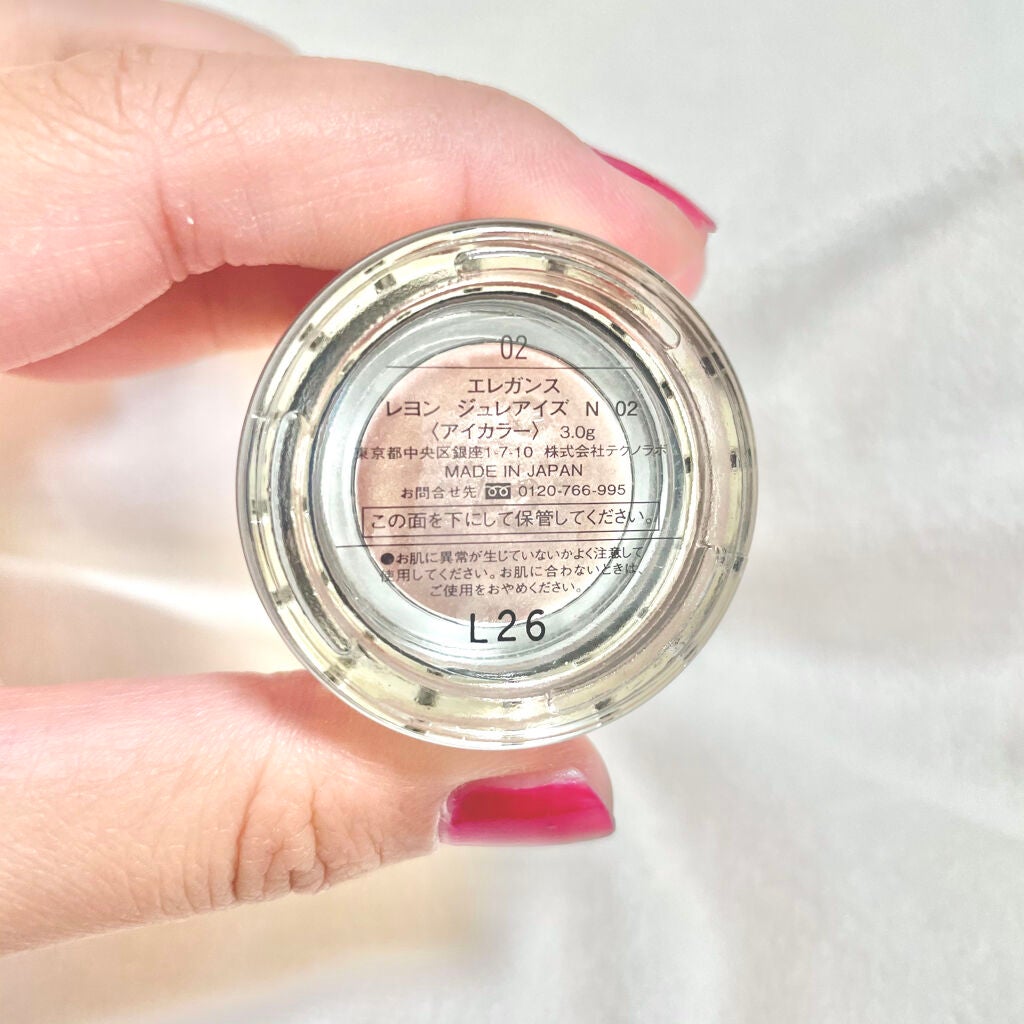 02
エレガンス
レヨン ジュレアイズ N 02
〈アイカラー〉 3.0g
東京都中央区銀座1-7-10 株式会社テクノラボ
MADE IN JAPAN
お問合せ先 0120-766-995
この面を下にして保管してください。
●お肌に異常が生じていないかよく注意して
使用してください。お肌に合わないときは、
ご使用をおやめください。
L26